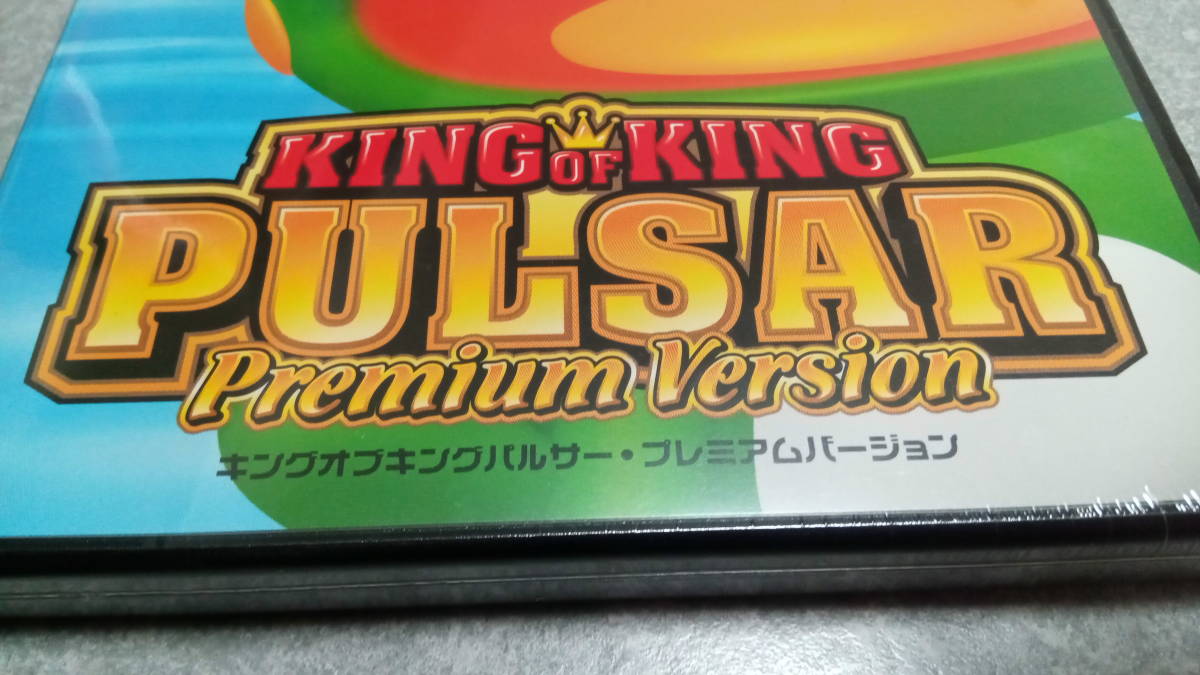 KING OF KING
PULSAR
Premium Version
キングオブキングパルサー・プレミアムバージョン